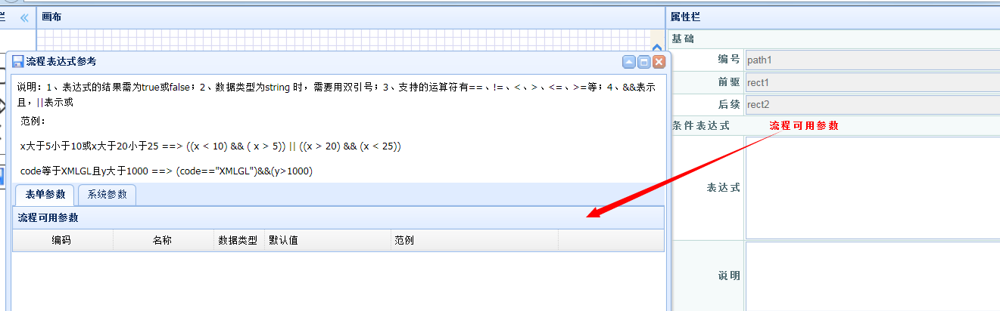 栏
画布
属性栏
基础
编号 path1
前驱 rect1
后续 rect2
条件表达式 流程可用参数
表达式
说明
流程表达式参考
说明：1、表达式的结果需为true或false；2、数据类型为string 时，需要用双引号；3、支持的运算符有==、!=、<、>、<=、>=等；4、&&表示
且，||表示或
范例：
x大于5小于10或x大于20小于25 ==> ((x < 10) && ( x > 5)) || ((x > 20) && (x < 25))
code等于XMLGL且y大于1000 ==> (code=="XMLGL")&&(y>1000)
表单参数 系统参数
流程可用参数
编码 名称 数据类型 默认值 范例